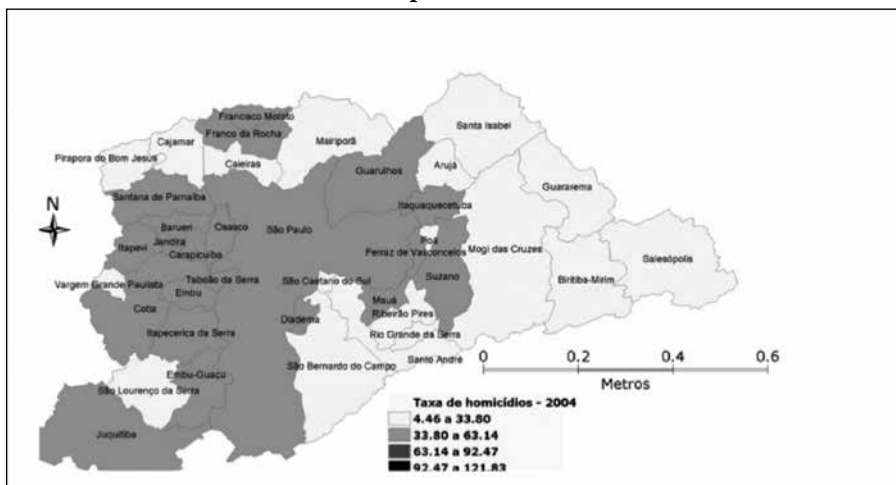 Francisco Morato
Franco da Rocha
Santa Isabel
Cajamar
Mairiporã
Pirapora do Bom Jesus
Caieiras
Arujá
Guarulhos
Guararema
Santana de Parnaíba
Itaquaquecetuba
N
Barueri
Osasco
São Paulo
Poá
Jandira
Itapevi
Ferraz de Vasconcelos
Mogi das Cruzes
Carapicuíba
Salesópolis
Suzano
Vargem Grande Paulista
Taboão da Serra
São Caetano do Sul
Biritiba-Mirim
Embu
Mauá
Cotia
Ribeirão Pires
Diadema
Itapecerica da Serra
Rio Grande da Serra
Santo André
0 0.2 0.4 0.6
São Bernardo do Campo
Embu-Guaçu
Metros
São Lourenço da Sirra
Taxa de homicídios - 2004
4.46 a 33.80
33.80 a 63.14
Juquitiba
63.14 a 92.47
92.47 a 121.83